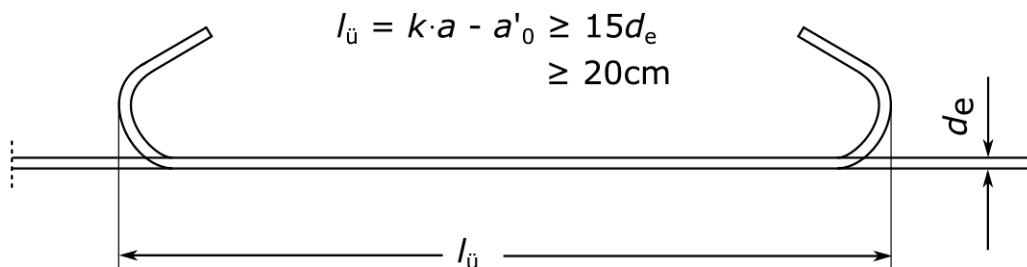 lü = k·a - a'0 ≥ 15de
≥ 20cm
de
lü